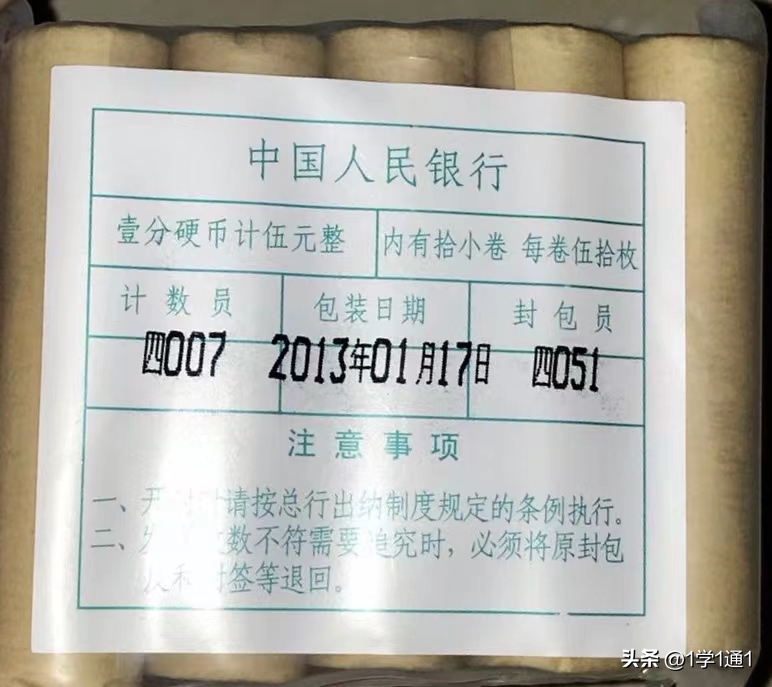 中国人民银行
壹分硬币计伍元整 内有拾小卷 每卷伍拾枚
计数员 包装日期 封包员
四007 2013年01月17日 四051
注意事项
一、开 请按总行出纳制度规定的条例执行。
二、发 数不符需要追究时，必须将原封包
及和 签等退回。
头条 @1学1通1